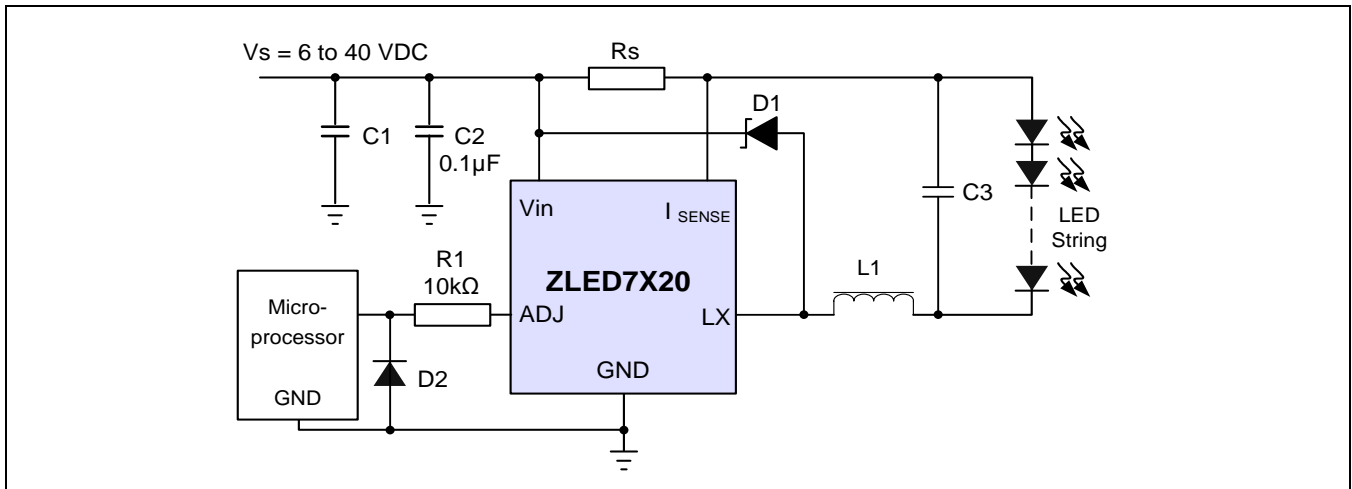 Vs = 6 to 40 VDC
Rs
D1
C1
C2
0.1µF
C3
LED
String
Vin
I SENSE
R1
10kΩ
ZLED7X20
L1
Micro-
processor
ADJ
LX
GND
D2
GND